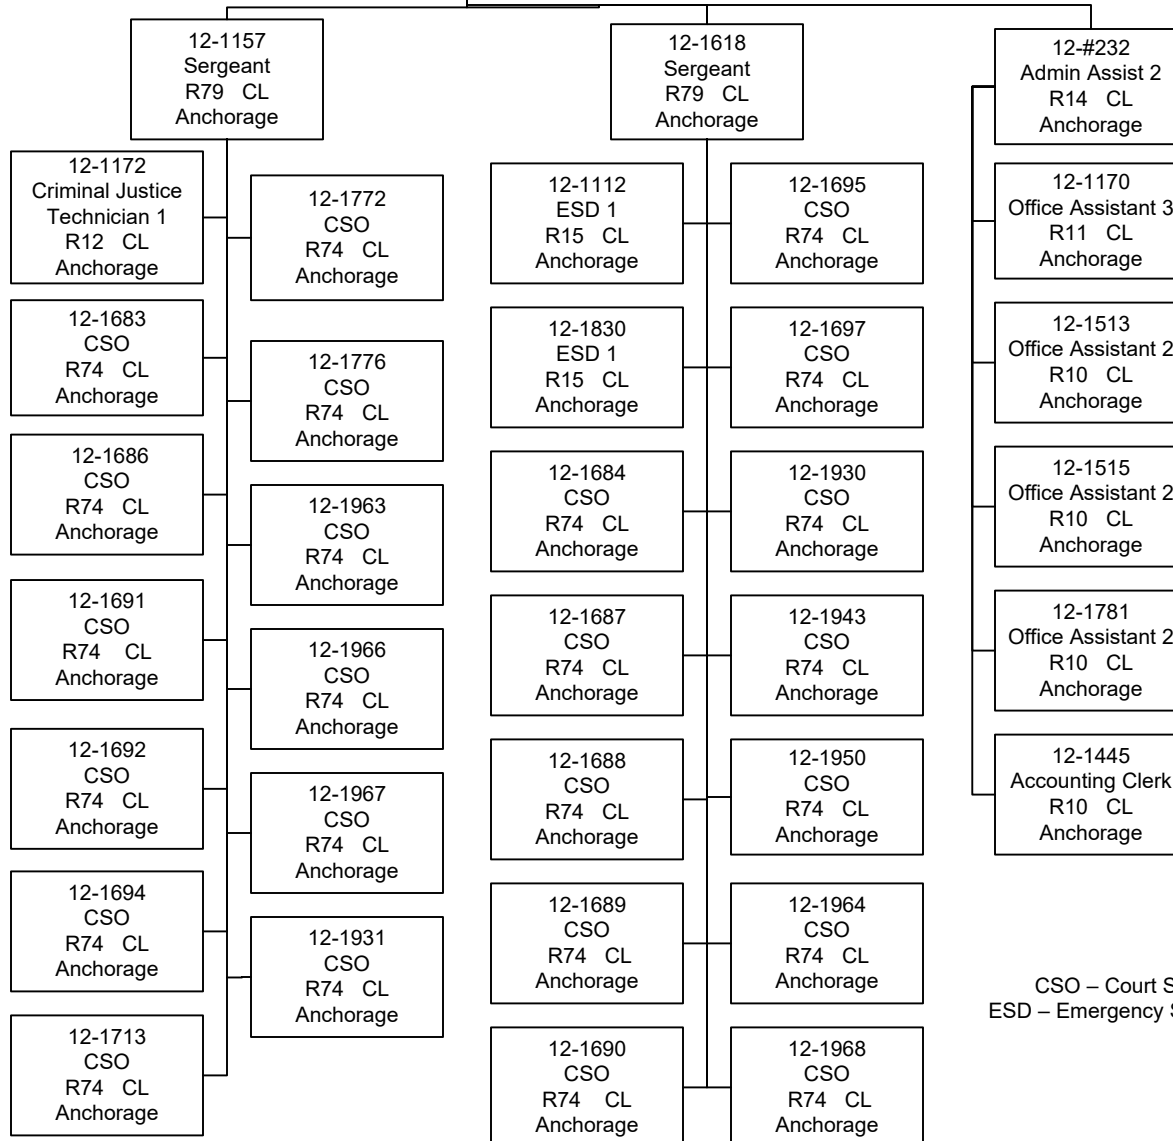 12-1157
Sergeant
R79 CL
Anchorage
12-1172
Criminal Justice
Technician 1
R12 CL
Anchorage
12-1683
CSO
R74 CL
Anchorage
12-1686
CSO
R74 CL
Anchorage
12-1691
CSO
R74 CL
Anchorage
12-1692
CSO
R74 CL
Anchorage
12-1694
CSO
R74 CL
Anchorage
12-1713
CSO
R74 CL
Anchorage
12-1772
CSO
R74 CL
Anchorage
12-1776
CSO
R74 CL
Anchorage
12-1963
CSO
R74 CL
Anchorage
12-1966
CSO
R74 CL
Anchorage
12-1967
CSO
R74 CL
Anchorage
12-1931
CSO
R74 CL
Anchorage
12-1618
Sergeant
R79 CL
Anchorage
12-1112
ESD 1
R15 CL
Anchorage
12-1830
ESD 1
R15 CL
Anchorage
12-1684
CSO
R74 CL
Anchorage
12-1687
CSO
R74 CL
Anchorage
12-1688
CSO
R74 CL
Anchorage
12-1689
CSO
R74 CL
Anchorage
12-1690
CSO
R74 CL
Anchorage
12-1695
CSO
R74 CL
Anchorage
12-1697
CSO
R74 CL
Anchorage
12-1930
CSO
R74 CL
Anchorage
12-1943
CSO
R74 CL
Anchorage
12-1950
CSO
R74 CL
Anchorage
12-1964
CSO
R74 CL
Anchorage
12-1968
CSO
R74 CL
Anchorage
12-#232
Admin Assist 2
R14 CL
Anchorage
12-1170
Office Assistant 3
R11 CL
Anchorage
12-1513
Office Assistant 2
R10 CL
Anchorage
12-1515
Office Assistant 2
R10 CL
Anchorage
12-1781
Office Assistant 2
R10 CL
Anchorage
12-1445
Accounting Clerk
R10 CL
Anchorage
CSO – Court
ESD – Emergency